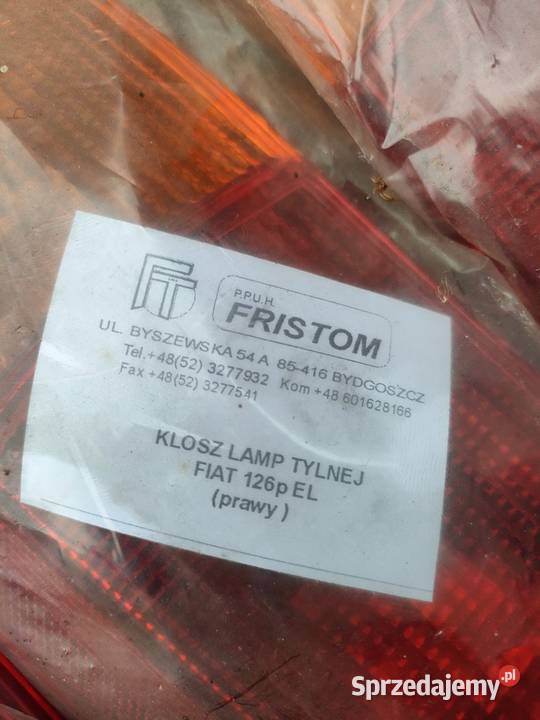 FT
P.P.U.H.
FRISTOM
UL. BYSZEWSKA 54 A 85-416 BYDGOSZCZ
Tel.+48(52) 3277932 Kom +48 601628166
Fax +48(52) 3277541
KLOSZ LAMP TYLNEJ
FIAT 126p EL
(prawy )
Sprzedajemy.pl